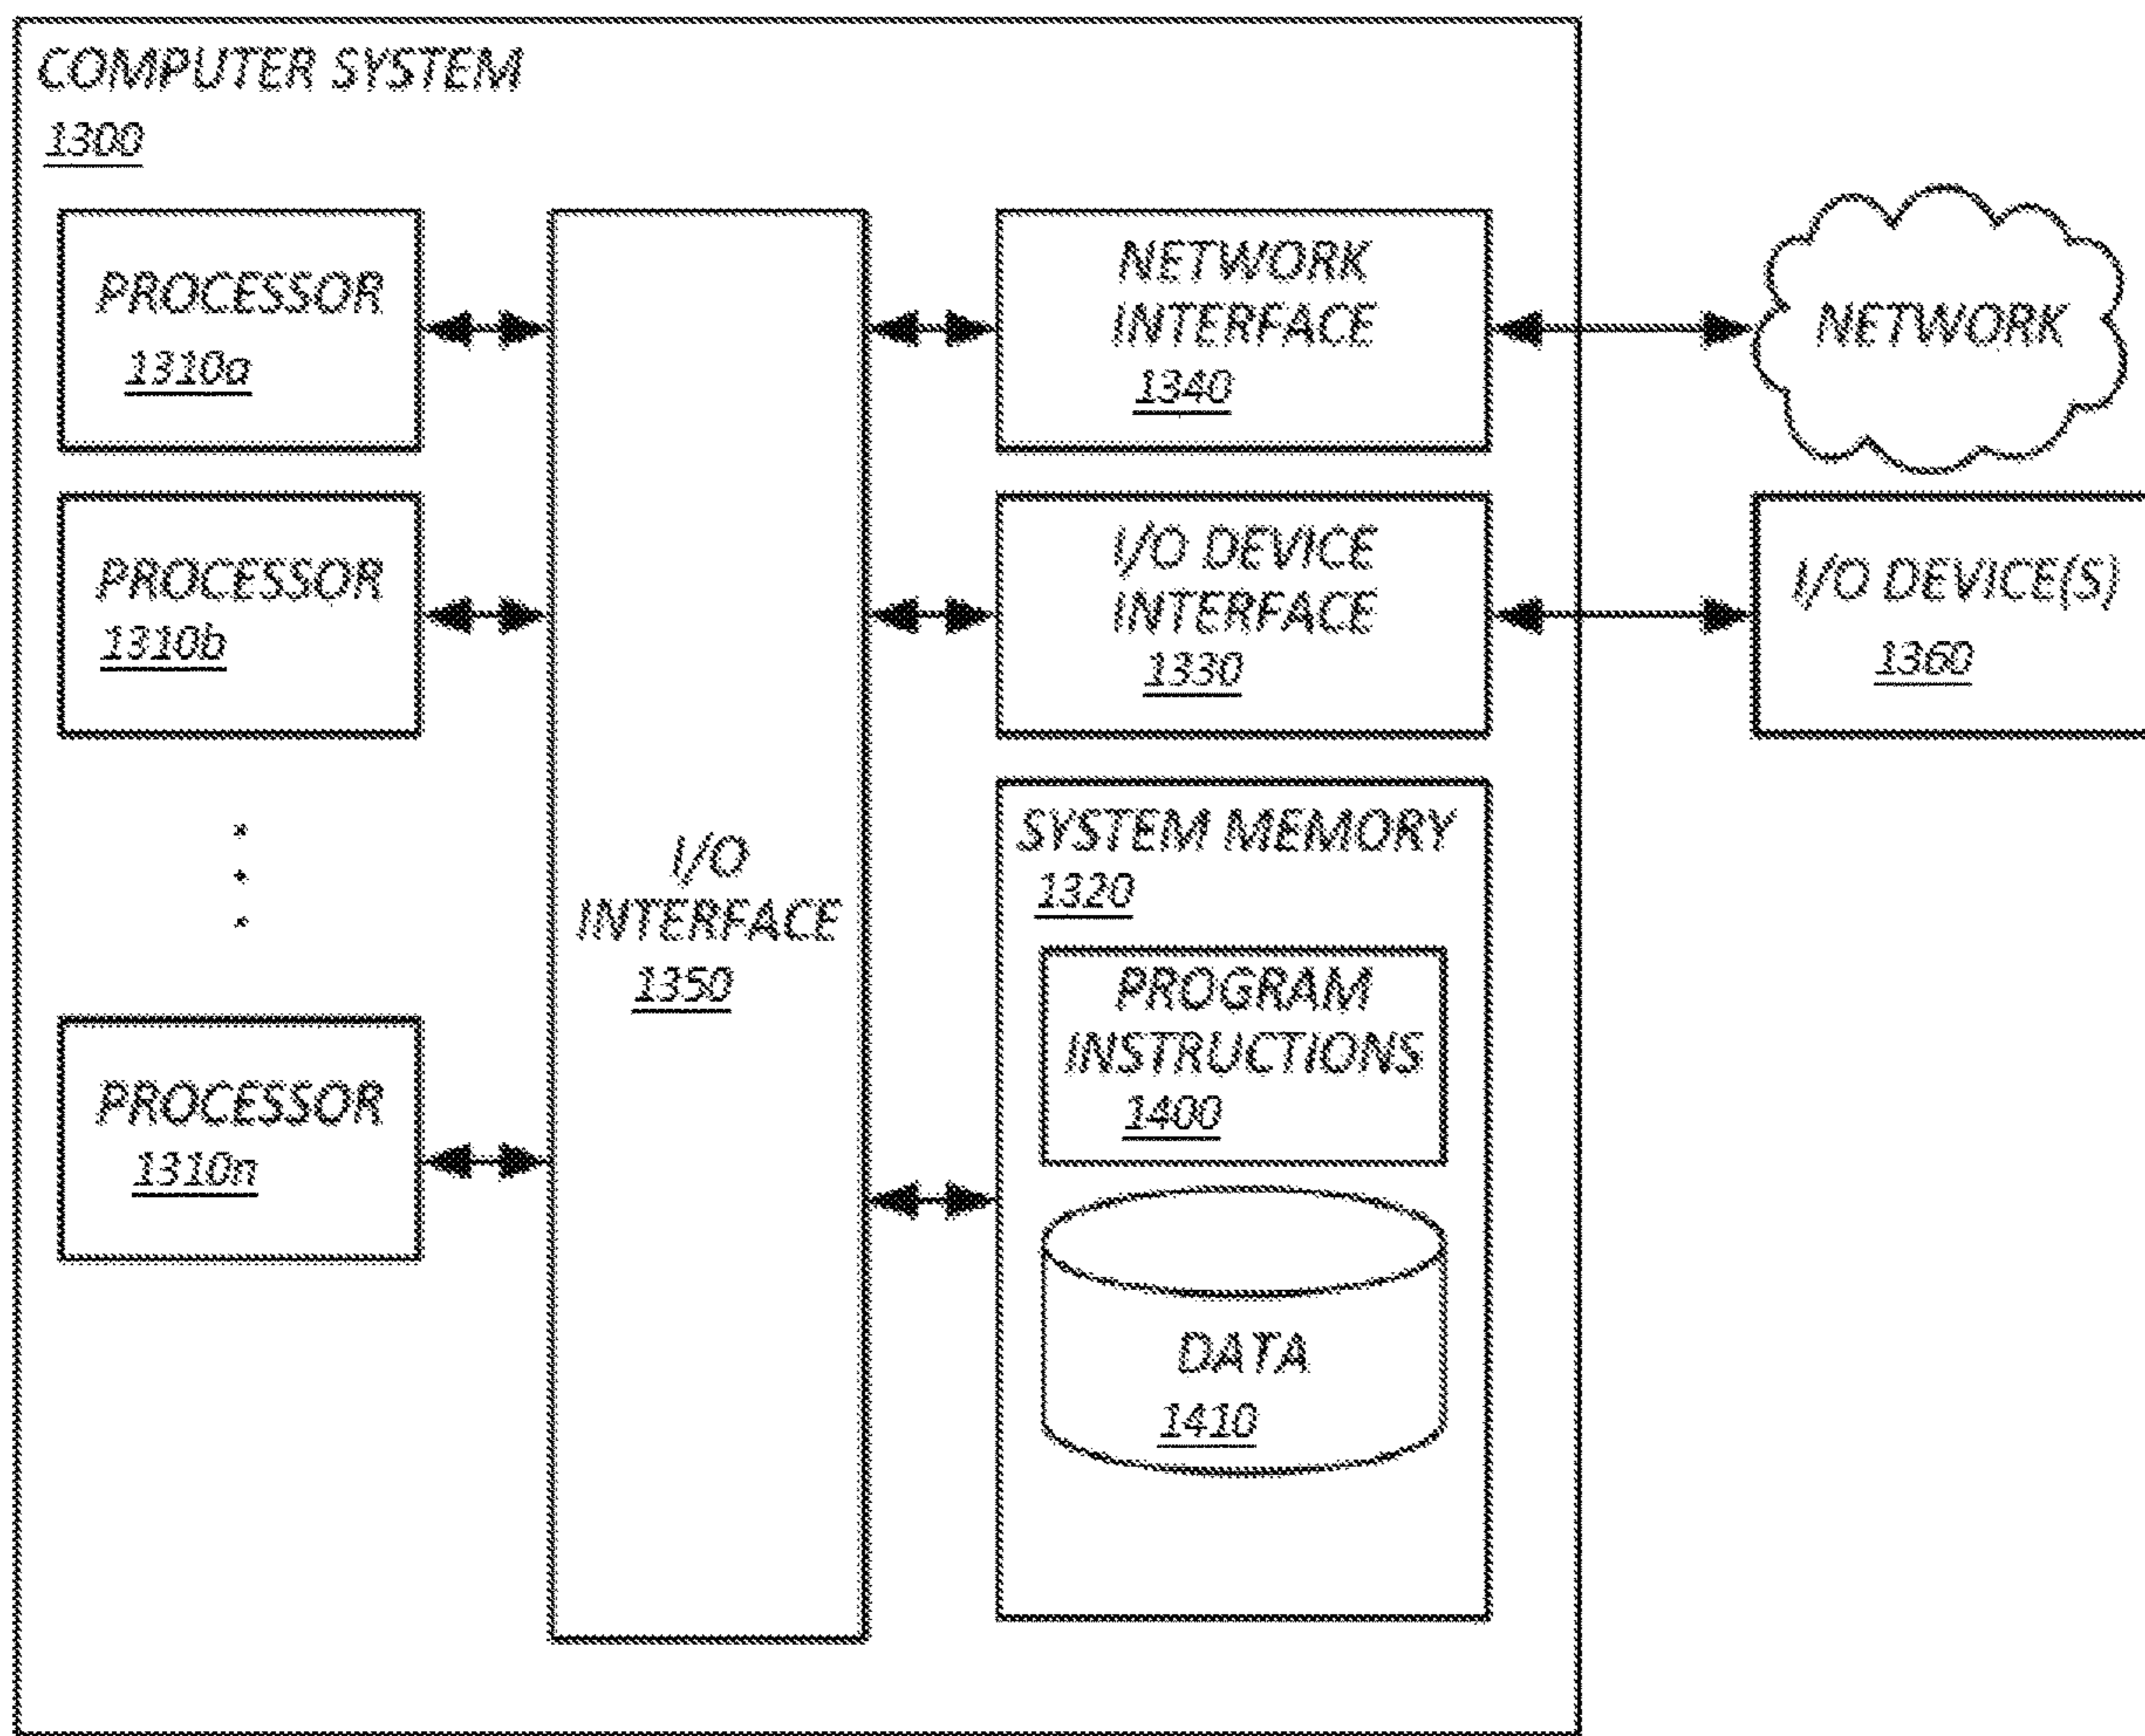 COMPUTER SYSTEM
1300
PROCESSOR
1310a
PROCESSOR
1310b
PROCESSOR
1310n
I/O
INTERFACE
1350
NETWORK
INTERFACE
1340
I/O DEVICE
INTERFACE
1330
SYSTEM MEMORY
1320
PROGRAM
INSTRUCTIONS
1400
DATA
1410
NETWORK
I/O DEVICE(S)
1360